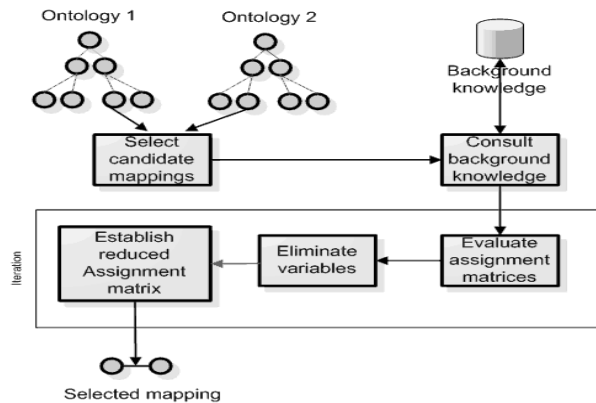 Ontology 1
Ontology 2
Background
knowledge
Select
candidate
mappings
Consult
background
knowledge
Iteration
Establish
reduced
Assignment
matrix
Eliminate
variables
Evaluate
assignment
matrices
Selected mapping